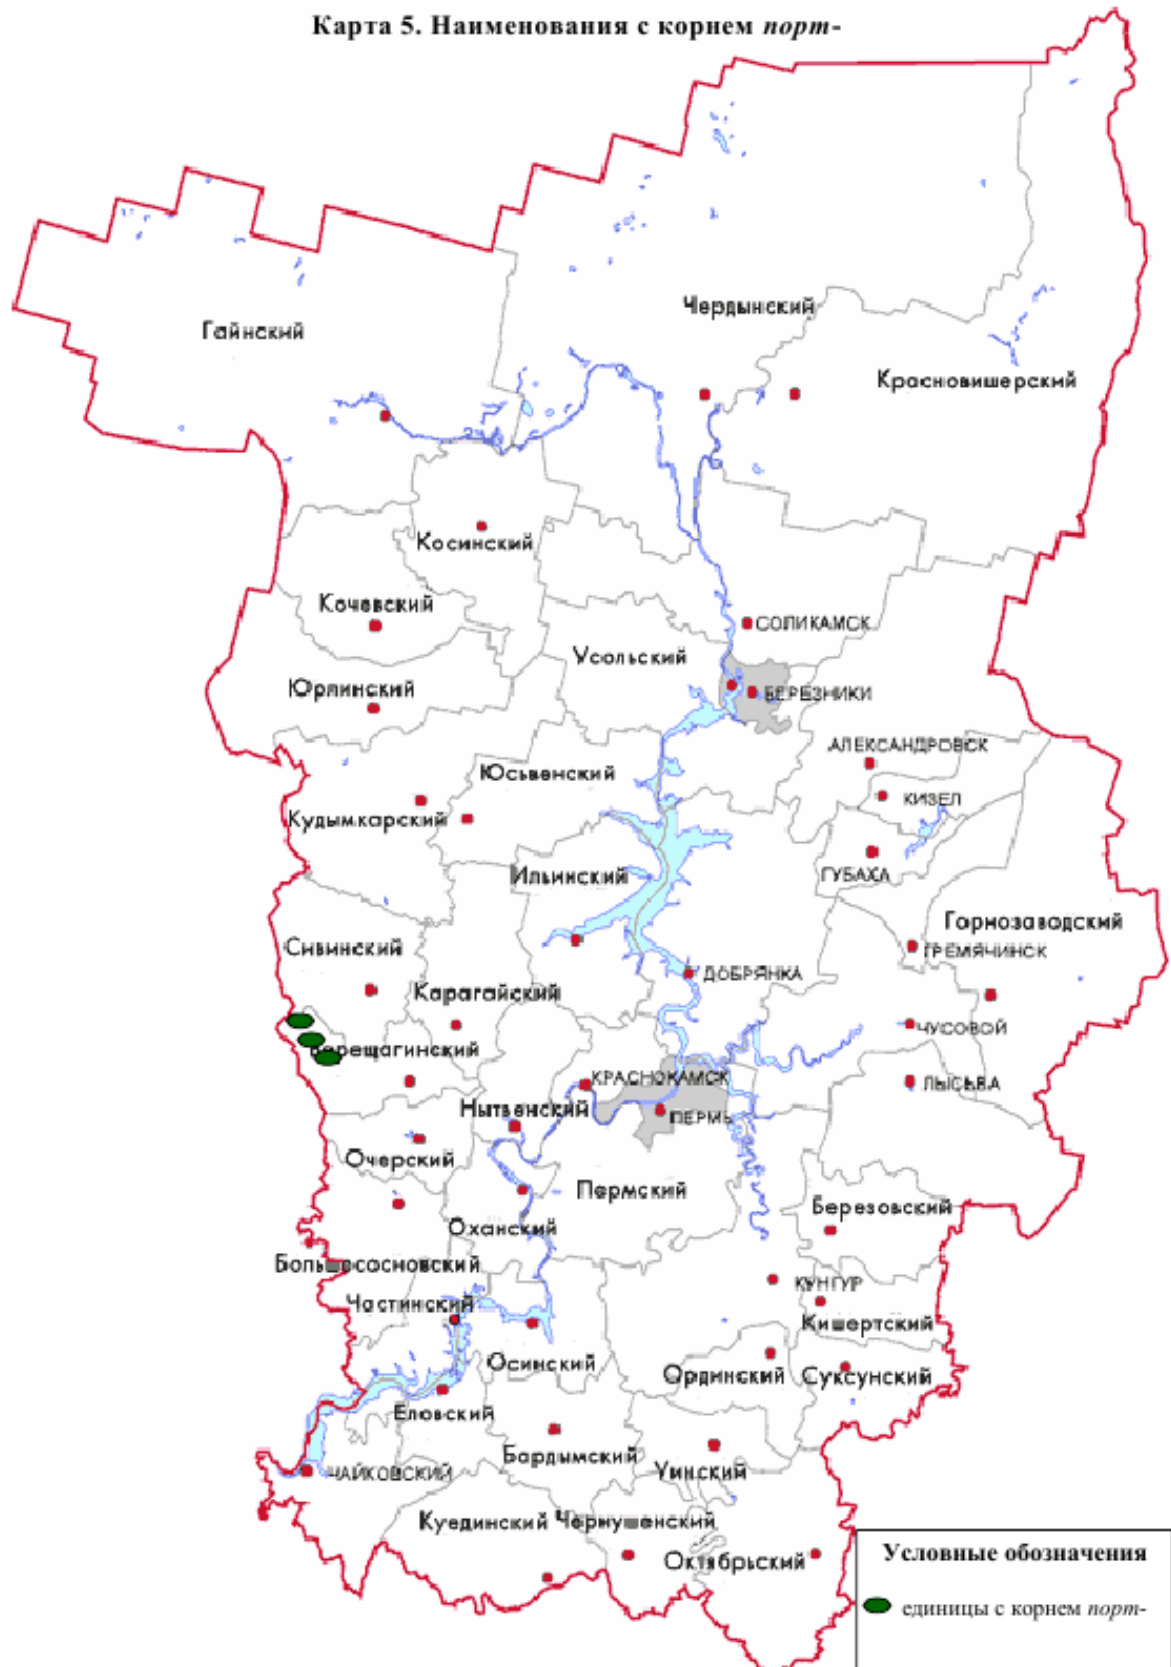 Карта 5. Наименования с корнем порт-
Чердынский
Гайнский
Красновишерский
Косинский
Кочевский
СОЛИКАМСК
Усольский
Юрлинский
БЕРЕЗНИКИ
АЛЕКСАНДРОВСК
Юсьвенский
КИЗЕЛ
Кудымкарский
ГУБАХА
Ильинский
Горнозаводский
Сивинский
ГРЕМЯЧИНСК
ДОБРЯНКА
Карагайский
ЧУСОВОЙ
Верещагинский
КРАСНОКАМСК
ЛЫСЬВА
Нытвенский
ПЕРМЬ
Очерский
Пермский
Березовский
Оханский
Большесосновский
КУНГУР
Частинский
Кишертский
Осинский
Ординский
Суксунский
Еловский
Бардымский
Уинский
ЧАЙКОВСКИЙ
Куединский
Чернушенский
Октябрьский
Условные обозначения
единицы с корнем порт-